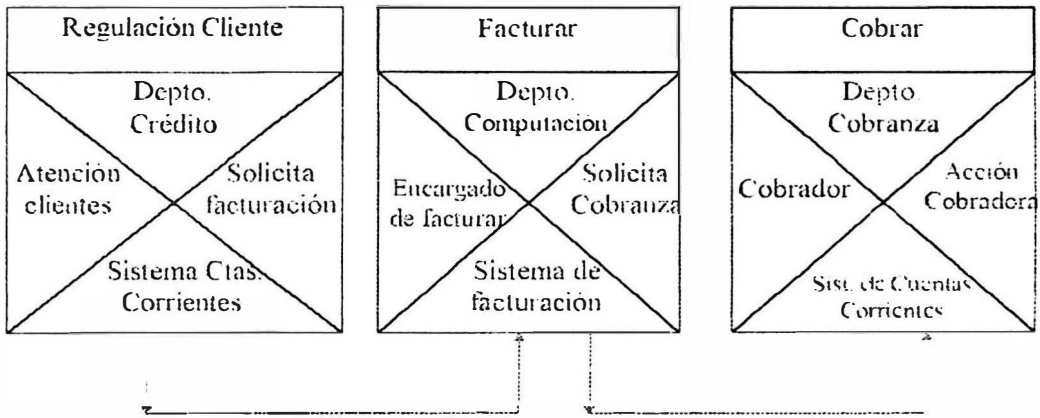 Regulación Cliente
Depto.
Crédito
Atención
clientes
Solicita
facturación
Sistema Ctas.
Corrientes
Facturar
Depto.
Computación
Encargado
de facturar
Solicita
Cobranza
Sistema de
facturación
Cobrar
Depto.
Cobranza
Cobrador
Acción
Cobradora
Sist. de Cuentas
Corrientes